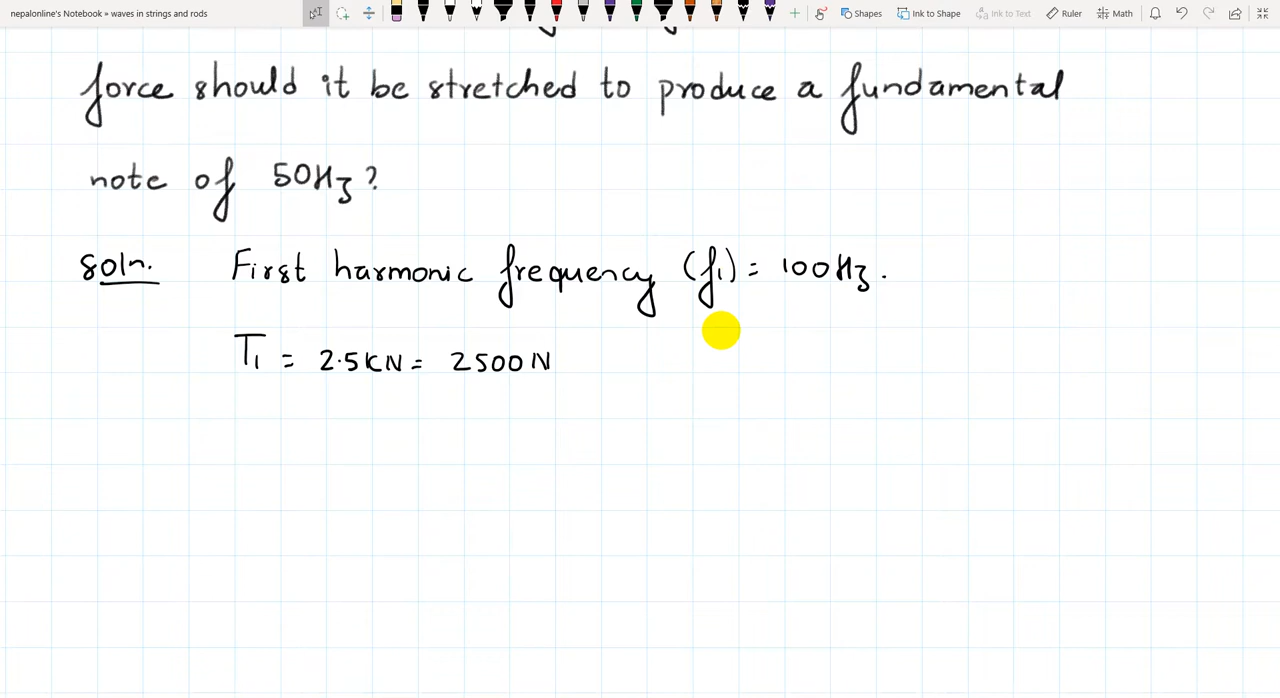 nepalonline's Notebook » waves in strings and rods
Shapes
Ink to Shape
Ink to Text
Ruler
Math
force should it be stretched to produce a fundamental
note of 50Hz?
soln. First harmonic frequency (f₁) = 100Hz.
T₁ = 2.5KN = 2500N